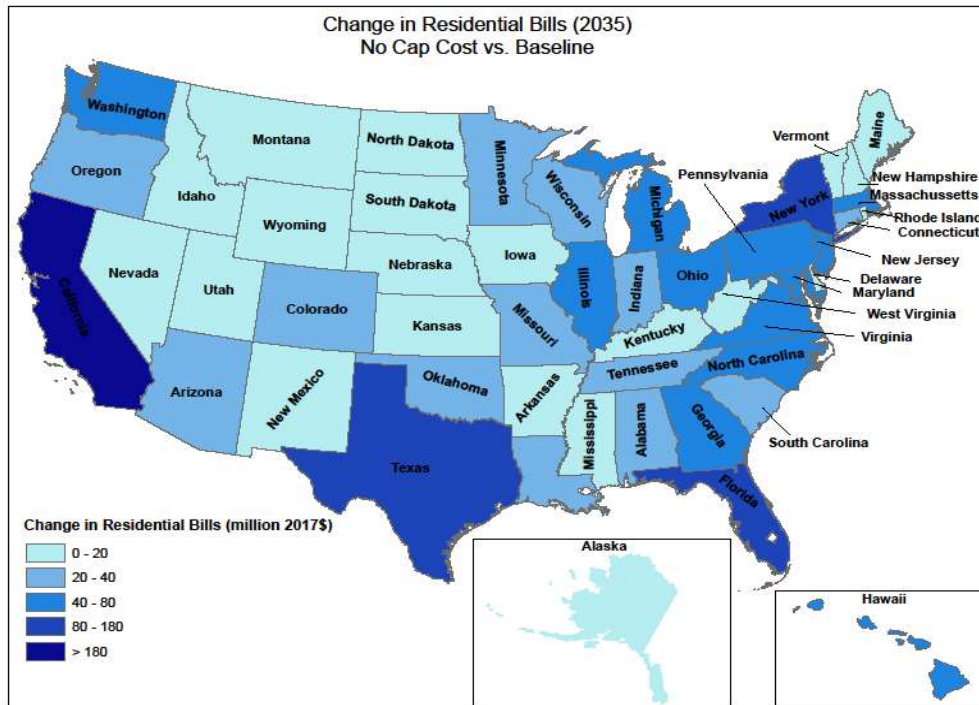 Change in Residential Bills (2035)
No Cap Cost vs. Baseline
Washington
Oregon
California
Nevada
Idaho
Montana
Wyoming
Utah
Arizona
Colorado
New Mexico
North Dakota
South Dakota
Nebraska
Kansas
Oklahoma
Texas
Minnesota
Iowa
Missouri
Arkansas
Wisconsin
Illinois
Michigan
Indiana
Ohio
Kentucky
Tennessee
Mississippi
Alabama
Georgia
Florida
North Carolina
New York
Maine
Vermont
Pennsylvania
New Hampshire
Massachussetts
Rhode Island
Connecticut
New Jersey
Delaware
Maryland
West Virginia
Virginia
South Carolina
Change in Residential Bills (million 2017$)
0 - 20
20 - 40
40 - 80
80 - 180
> 180
Alaska
Hawaii